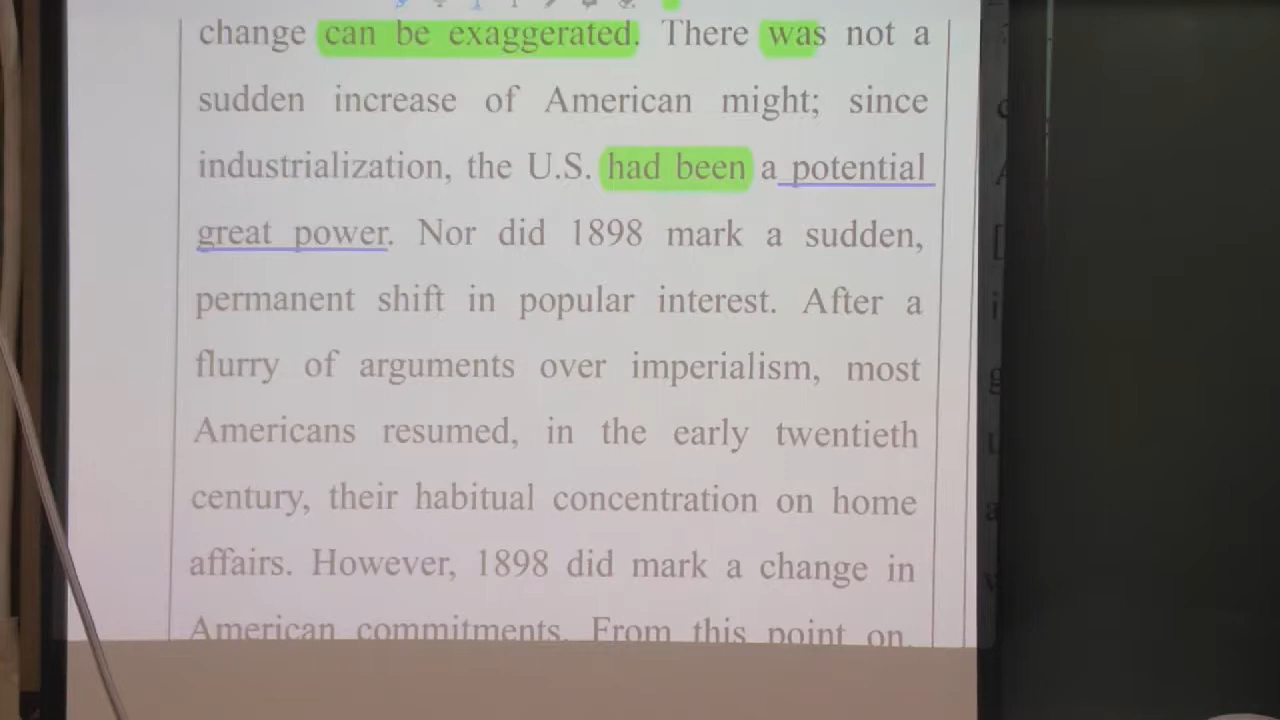 change can be exaggerated. There was not a
sudden increase of American might; since
industrialization, the U.S. had been a potential
great power. Nor did 1898 mark a sudden,
permanent shift in popular interest. After a
flurry of arguments over imperialism, most
Americans resumed, in the early twentieth
century, their habitual concentration on home
affairs. However, 1898 did mark a change in
American commitments. From this point on,